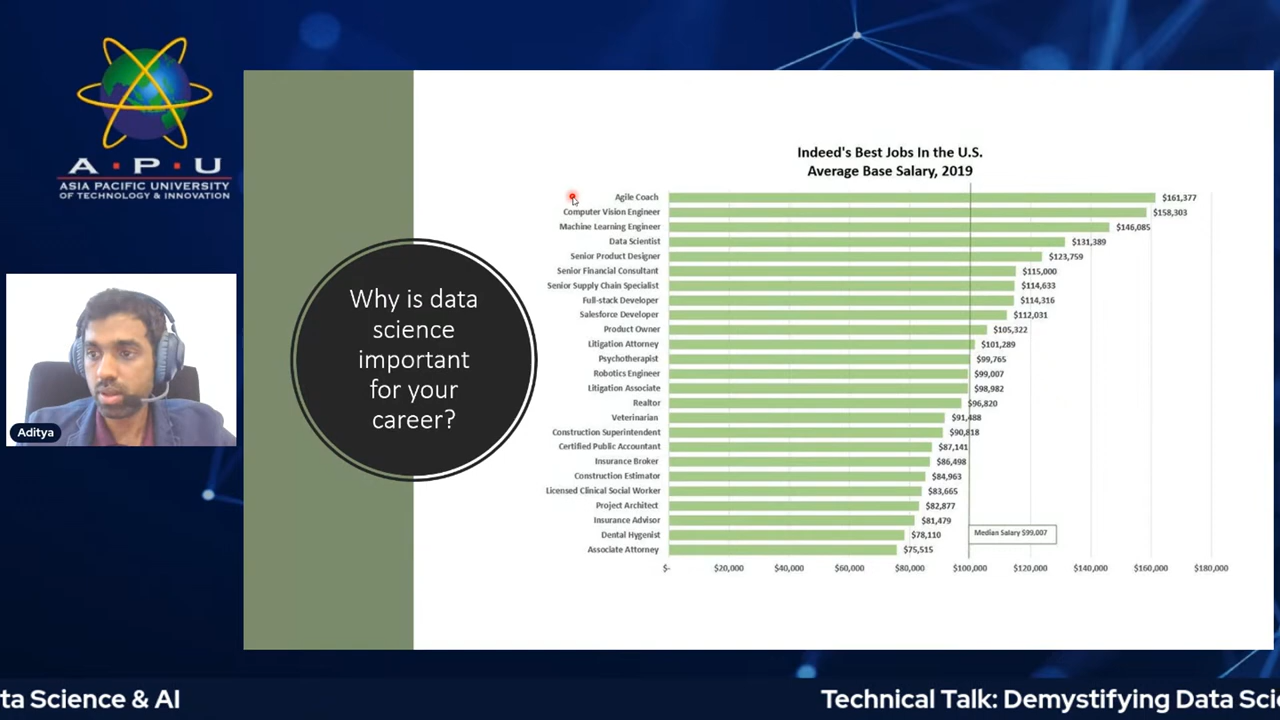 A·P·U
ASIA PACIFIC UNIVERSITY
OF TECHNOLOGY & INNOVATION
Aditya
Why is data
science
important
for your
career?
Indeed's Best Jobs In the U.S.
Average Base Salary, 2019
Agile Coach $161,377
Computer Vision Engineer $158,303
Machine Learning Engineer $146,085
Data Scientist $131,389
Senior Product Designer $123,759
Senior Financial Consultant $115,000
Senior Supply Chain Specialist $114,633
Full-stack Developer $114,316
Salesforce Developer $112,031
Product Owner $105,322
Litigation Attorney $101,289
Psychotherapist $99,765
Robotics Engineer $99,007
Litigation Associate $98,982
Realtor $96,820
Veterinarian $91,488
Construction Superintendent $90,818
Certified Public Accountant $87,141
Insurance Broker $86,498
Construction Estimator $84,963
Licensed Clinical Social Worker $83,665
Project Architect $82,877
Insurance Advisor $81,479
Dental Hygenist $78,110
Associate Attorney $75,515
Median Salary $99,007
$- $20,000 $40,000 $60,000 $80,000 $100,000 $120,000 $140,000 $160,000 $180,000
ta Science & AI Technical Talk: Demystifying Data Sci